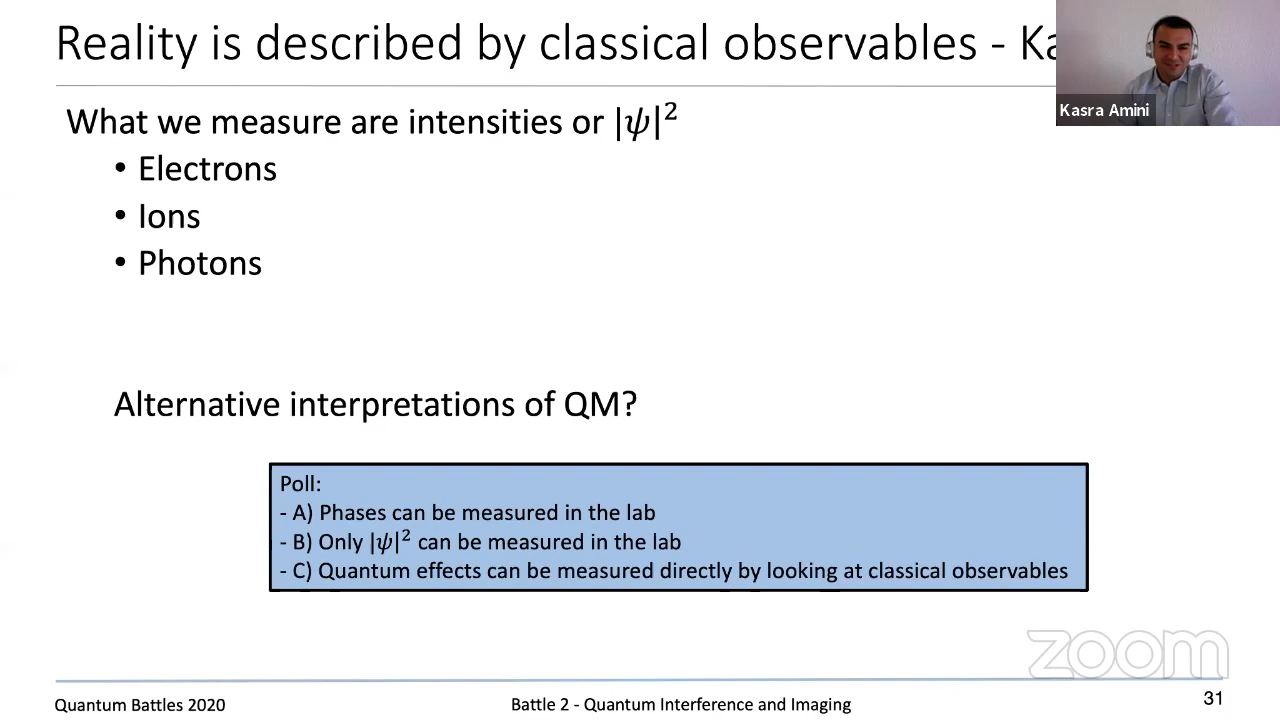 Reality is described by classical observables - Ka
Kasra Amini
What we measure are intensities or |𝜓|²
• Electrons
• Ions
• Photons
Alternative interpretations of QM?
Poll:
- A) Phases can be measured in the lab
- B) Only |𝜓|² can be measured in the lab
- C) Quantum effects can be measured directly by looking at classical observables
zoom
Quantum Battles 2020
Battle 2 - Quantum Interference and Imaging
31